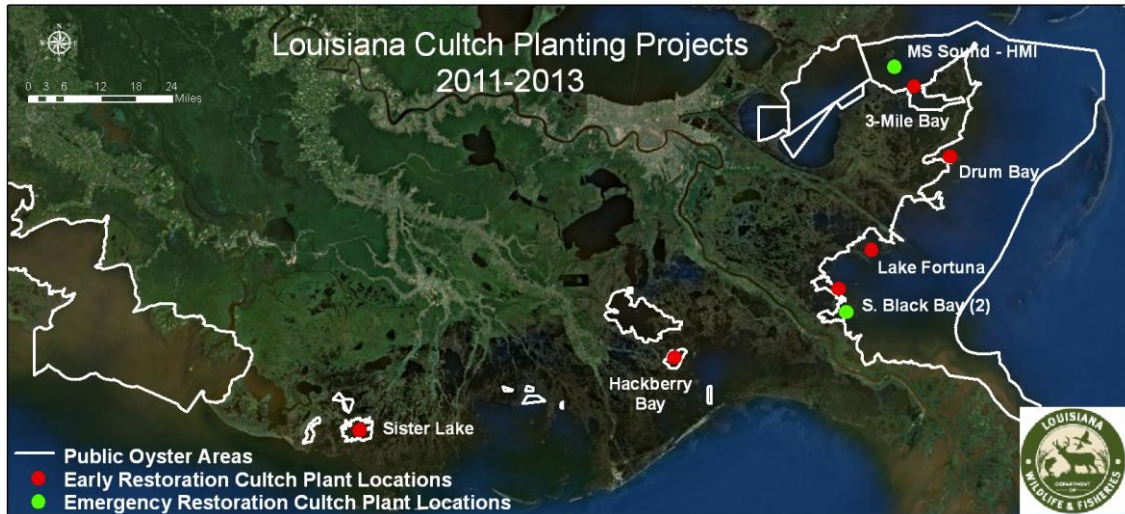 Louisiana Cultch Planting Projects
2011-2013
N
0 3 6 12 18 24
Miles
MS Sound - HMI
3-Mile Bay
Drum Bay
Lake Fortuna
S. Black Bay (2)
Hackberry
Bay
Sister Lake
Public Oyster Areas
Early Restoration Cultch Plant Locations
Emergency Restoration Cultch Plant Locations
LOUISIANA
DEPARTMENT
OF
WILDLIFE & FISHERIES